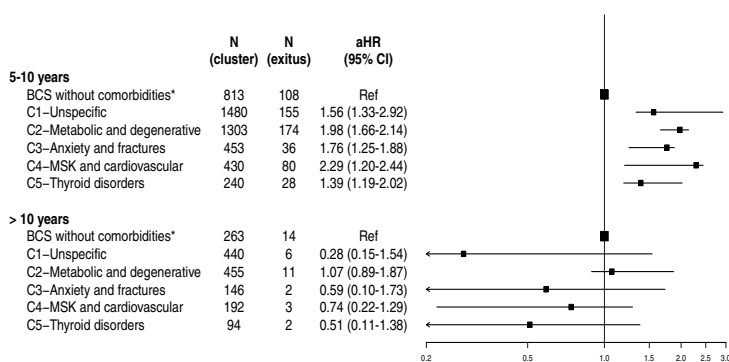 N N aHR
(cluster) (exitus) (95% CI)
5-10 years
BCS without comorbidities* 813 108 Ref
C1−Unspecific 1480 155 1.56 (1.33-2.92)
C2−Metabolic and degenerative 1303 174 1.98 (1.66-2.14)
C3−Anxiety and fractures 453 36 1.76 (1.25-1.88)
C4−MSK and cardiovascular 430 80 2.29 (1.20-2.44)
C5−Thyroid disorders 240 28 1.39 (1.19-2.02)
> 10 years
BCS without comorbidities* 263 14 Ref
C1−Unspecific 440 6 0.28 (0.15-1.54)
C2−Metabolic and degenerative 455 11 1.07 (0.89-1.87)
C3−Anxiety and fractures 146 2 0.59 (0.10-1.73)
C4−MSK and cardiovascular 192 3 0.74 (0.22-1.29)
C5−Thyroid disorders 94 2 0.51 (0.11-1.38)
0.2 0.5 1.0 1.5 2.0 2.5 3.0